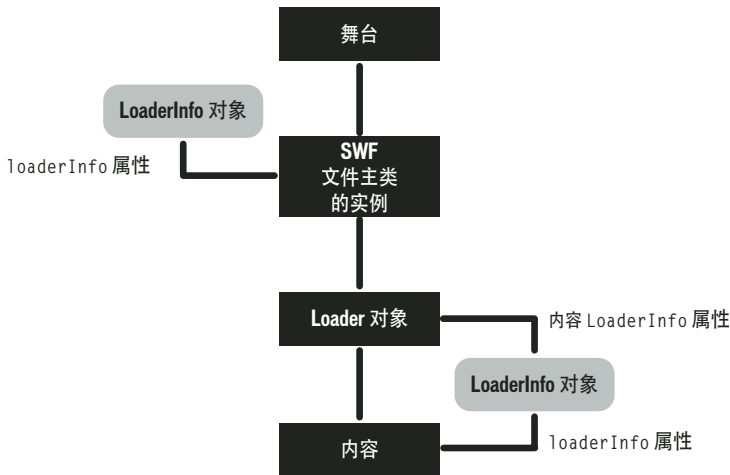 舞台
LoaderInfo 对象
loaderInfo 属性
SWF
文件主类
的实例
Loader 对象
内容 LoaderInfo 属性
LoaderInfo 对象
内容
loaderInfo 属性